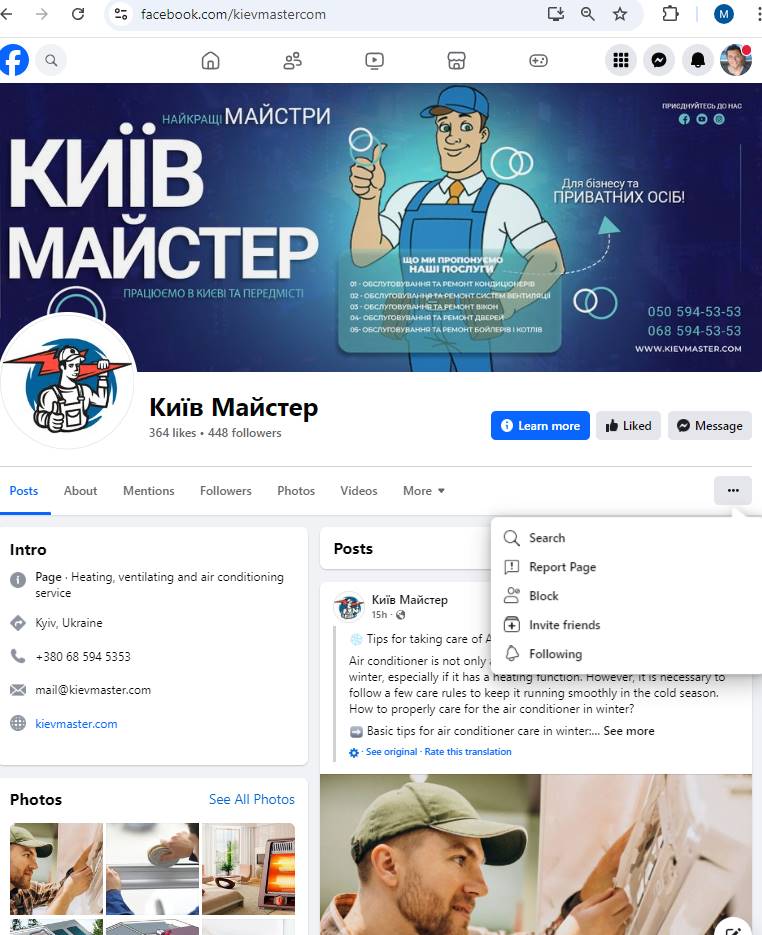 facebook.com/kievmastercom
M
НАЙКРАЩІ МАЙСТРИ
КИЇВ
МАЙСТЕР
ПРАЦЮЄМО В КИЄВІ ТА ПЕРЕДМІСТІ
ПРИЄДНУЙТЕСЬ ДО НАС
Для бізнесу та
ПРИВАТНИХ ОСІБ!
ЩО МИ ПРОПОНУЄМО
НАШІ ПОСЛУГИ
01 - ОБСЛУГОВУВАННЯ ТА РЕМОНТ КОНДИЦІОНЕРІВ
02 - ОБСЛУГОВУВАННЯ ТА РЕМОНТ СИСТЕМ ВЕНТИЛЯЦІЇ
03 - ОБСЛУГОВУВАННЯ ТА РЕМОНТ ВІКОН
04- ОБСЛУГОВУВАННЯ ТА РЕМОНТ ДВЕРЕЙ
05- ОБСЛУГОВУВАННЯ ТА РЕМОНТ БОЙЛЕРІВ І КОТЛІВ
050 594-53-53
068 594-53-53
WWW.KIEVMASTER.COM
Київ Майстер
364 likes • 448 followers
Learn more
Liked
Message
Posts About Mentions Followers Photos Videos More
Search
Report Page
Block
Invite friends
Following
Intro
Page · Heating, ventilating and air conditioning
service
Kyiv, Ukraine
+380 68 594 5353
mail@kievmaster.com
kievmaster.com
Photos
See All Photos
Posts
Київ Майстер
15h ·
Tips for taking care of A
Air conditioner is not only
winter, especially if it has a heating function. However, it is necessary to
follow a few care rules to keep it running smoothly in the cold season.
How to properly care for the air conditioner in winter?
Basic tips for air conditioner care in winter:... See more
· See original · Rate this translation